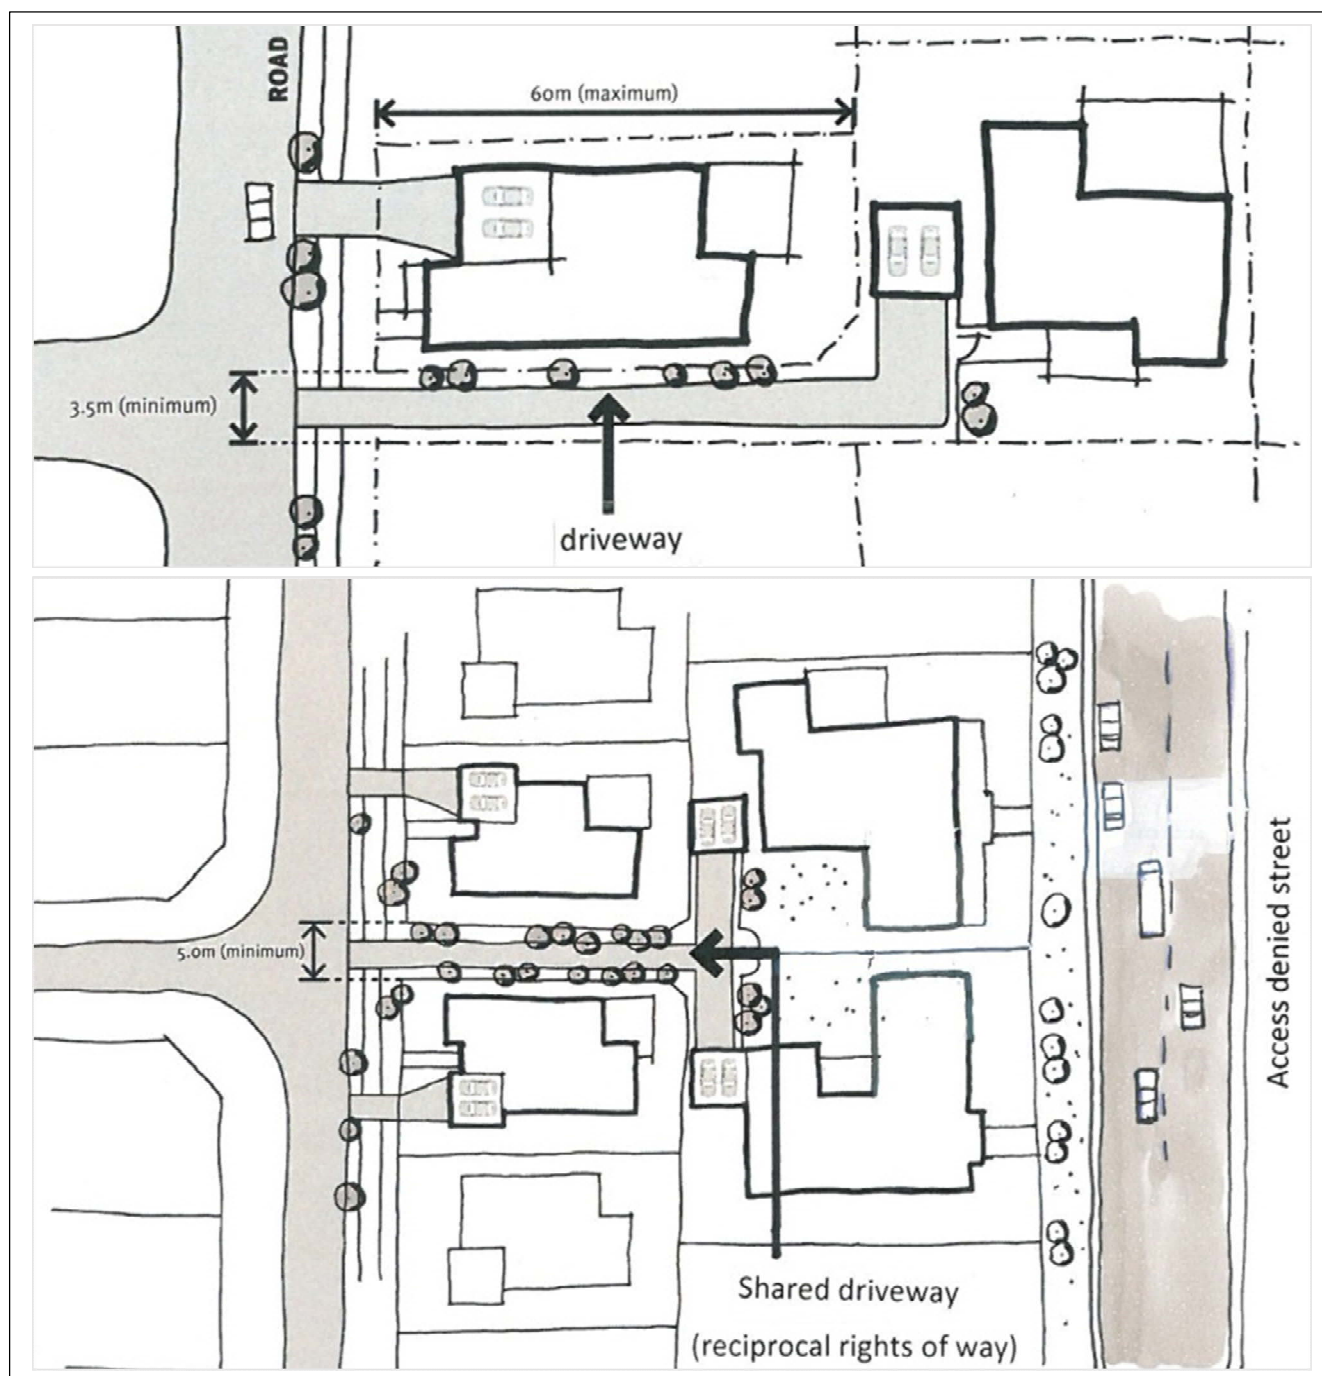 ROAD
60m (maximum)
3.5m (minimum)
driveway
5.0m (minimum)
Access denied street
Shared driveway
(reciprocal rights of way)